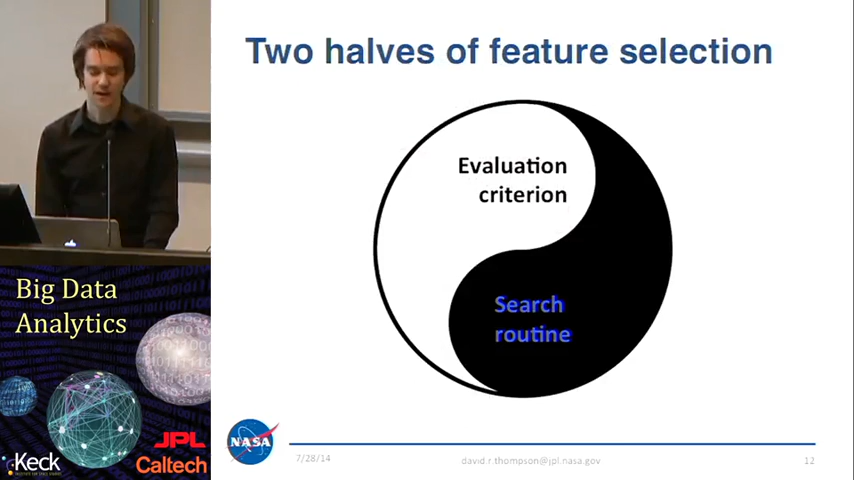 Two halves of feature selection
Evaluation
criterion
Search
routine
Big Data
Analytics
JPL
Keck
Caltech
NASA
7/28/14
david.r.thompson@jpl.nasa.gov
12